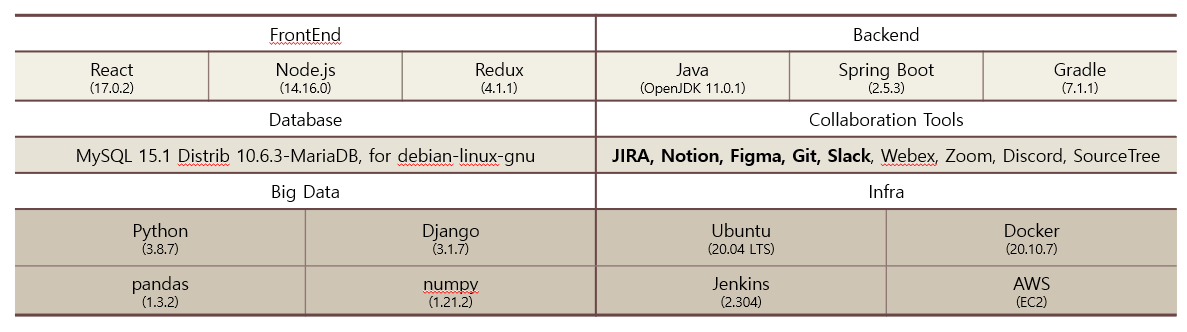 FrontEnd
Backend
React
(17.0.2)
Node.js
(14.16.0)
Redux
(4.1.1)
Java
(OpenJDK 11.0.1)
Spring Boot
(2.5.3)
Gradle
(7.1.1)
Database
Collaboration Tools
MySQL 15.1 Distrib 10.6.3-MariaDB, for debian-linux-gnu
JIRA, Notion, Figma, Git, Slack, Webex, Zoom, Discord, SourceTree
Big Data
Infra
Python
(3.8.7)
Django
(3.1.7)
Ubuntu
(20.04 LTS)
Docker
(20.10.7)
pandas
(1.3.2)
numpy
(1.21.2)
Jenkins
(2.304)
AWS
(EC2)